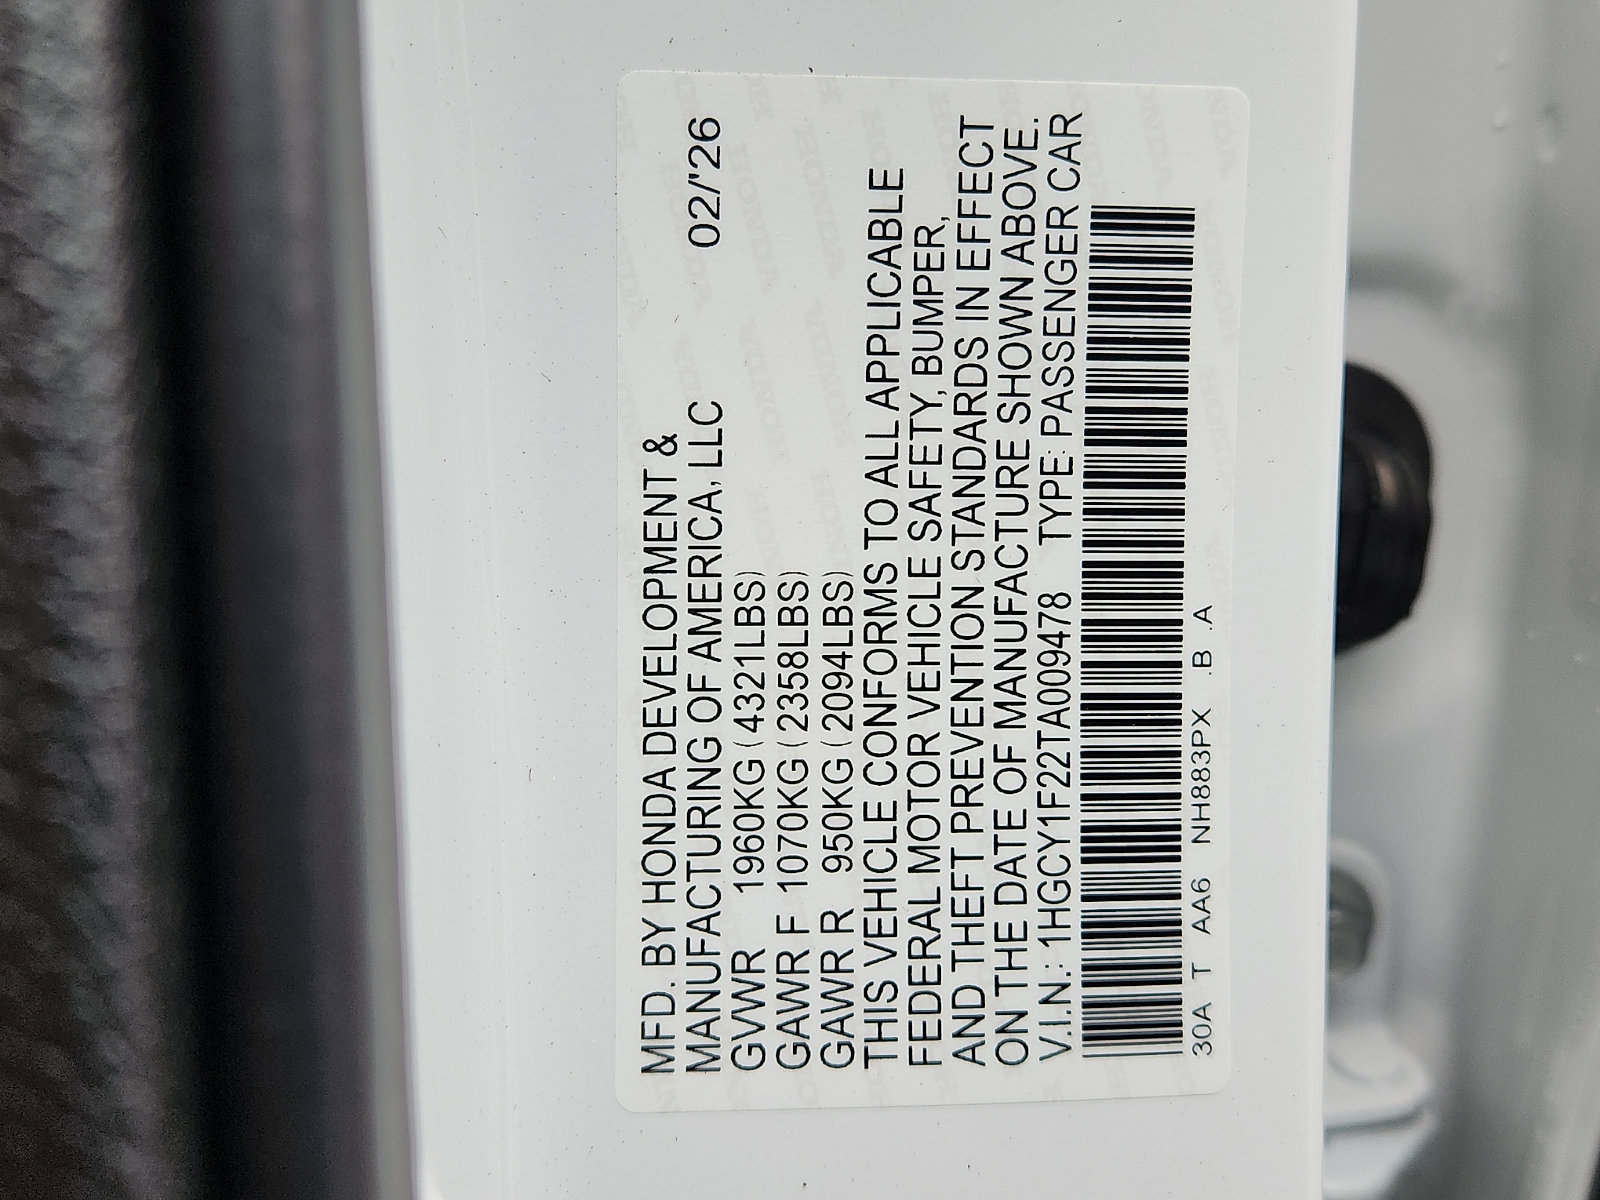 MFD. BY HONDA DEVELOPMENT &
MANUFACTURING OF AMERICA, LLC 02/'26
GVWR 1960KG (4321LBS)
GAWR F 1070KG (2358LBS)
GAWR R 950KG (2094LBS)
THIS VEHICLE CONFORMS TO ALL APPLICABLE
FEDERAL MOTOR VEHICLE SAFETY, BUMPER,
AND THEFT PREVENTION STANDARDS IN EFFECT
ON THE DATE OF MANUFACTURE SHOWN ABOVE.
V.I.N.: 1HGCY1F22TA009478 TYPE: PASSENGER CAR
30A T AA6 NH883PX .B .A